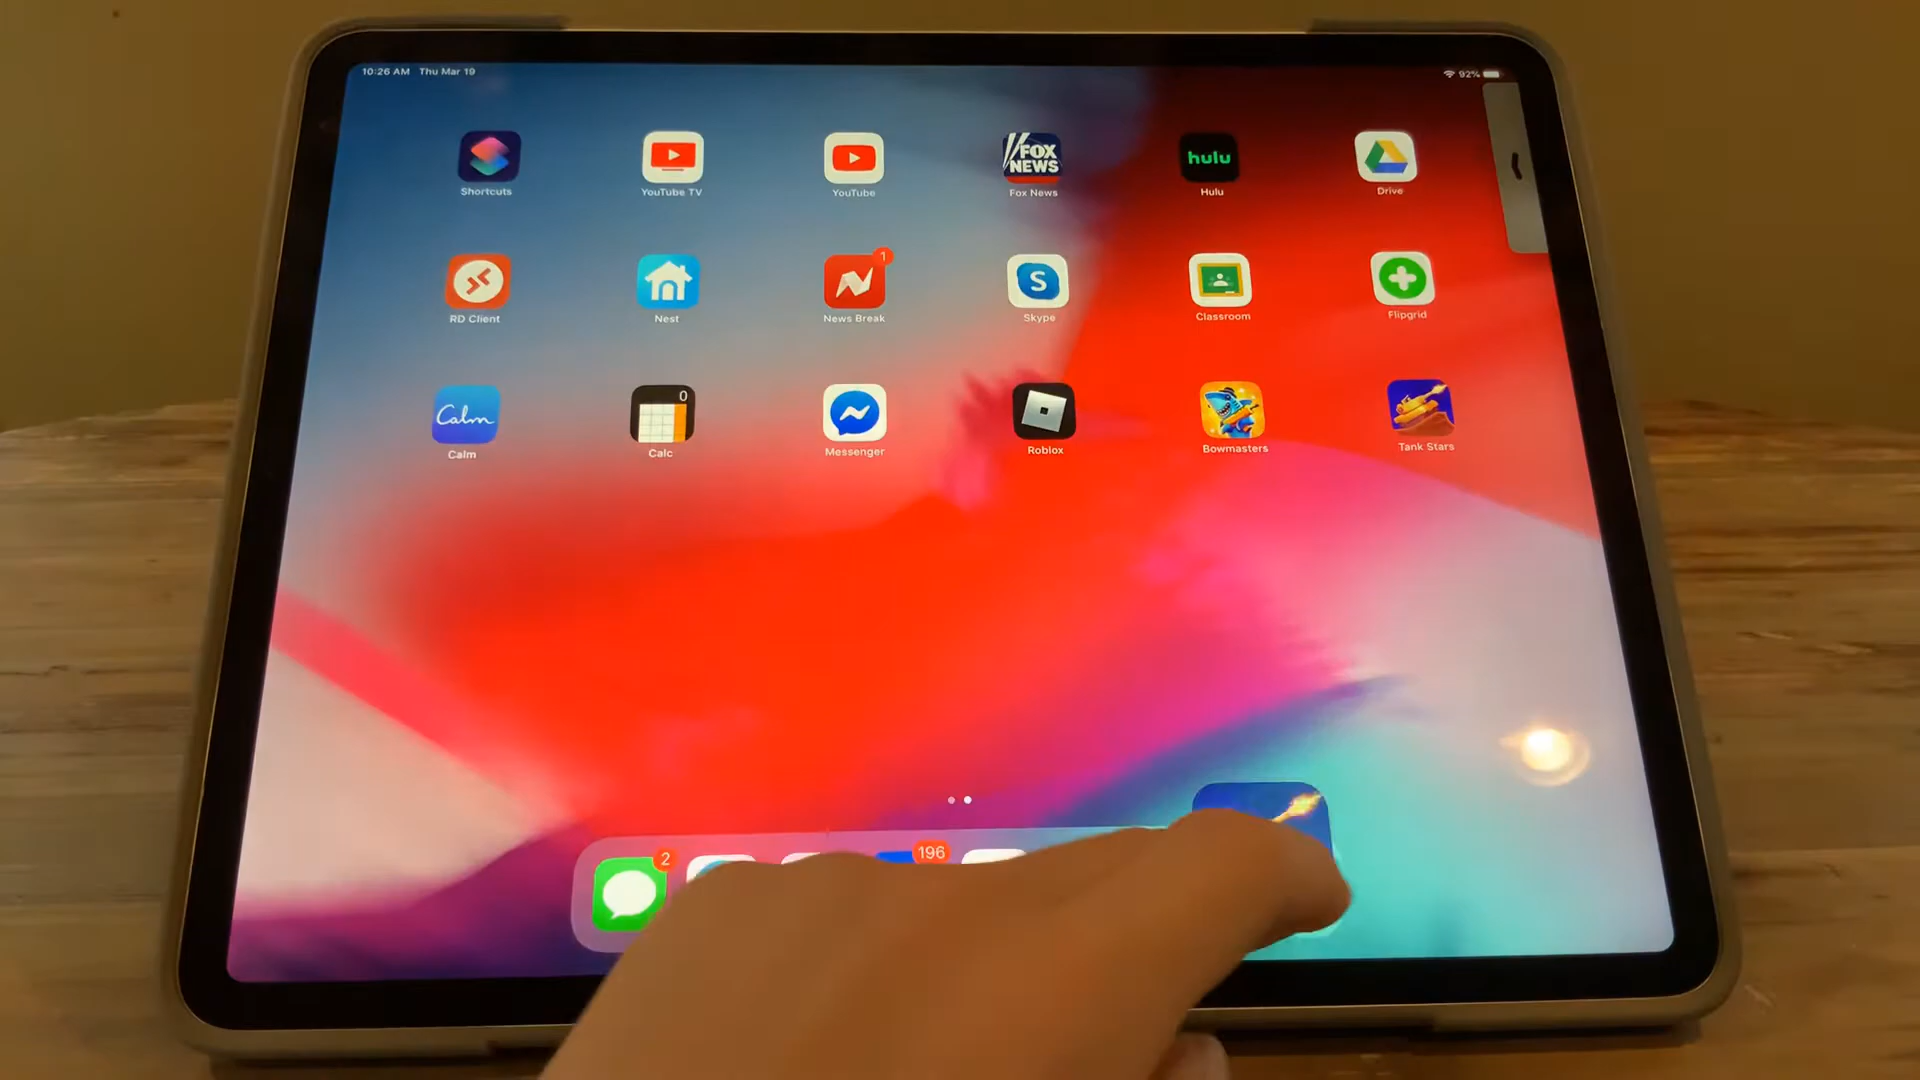 10:26 AM Thu Mar 19
92%
Shortcuts
YouTube TV
YouTube
FOX
NEWS
Fox News
hulu
Hulu
Drive
RD Client
Nest
1
News Break
S
Skype
Classroom
Flipgrid
Calm
Calm
0
Calc
Messenger
Roblox
Bowmasters
Tank Stars
2
196